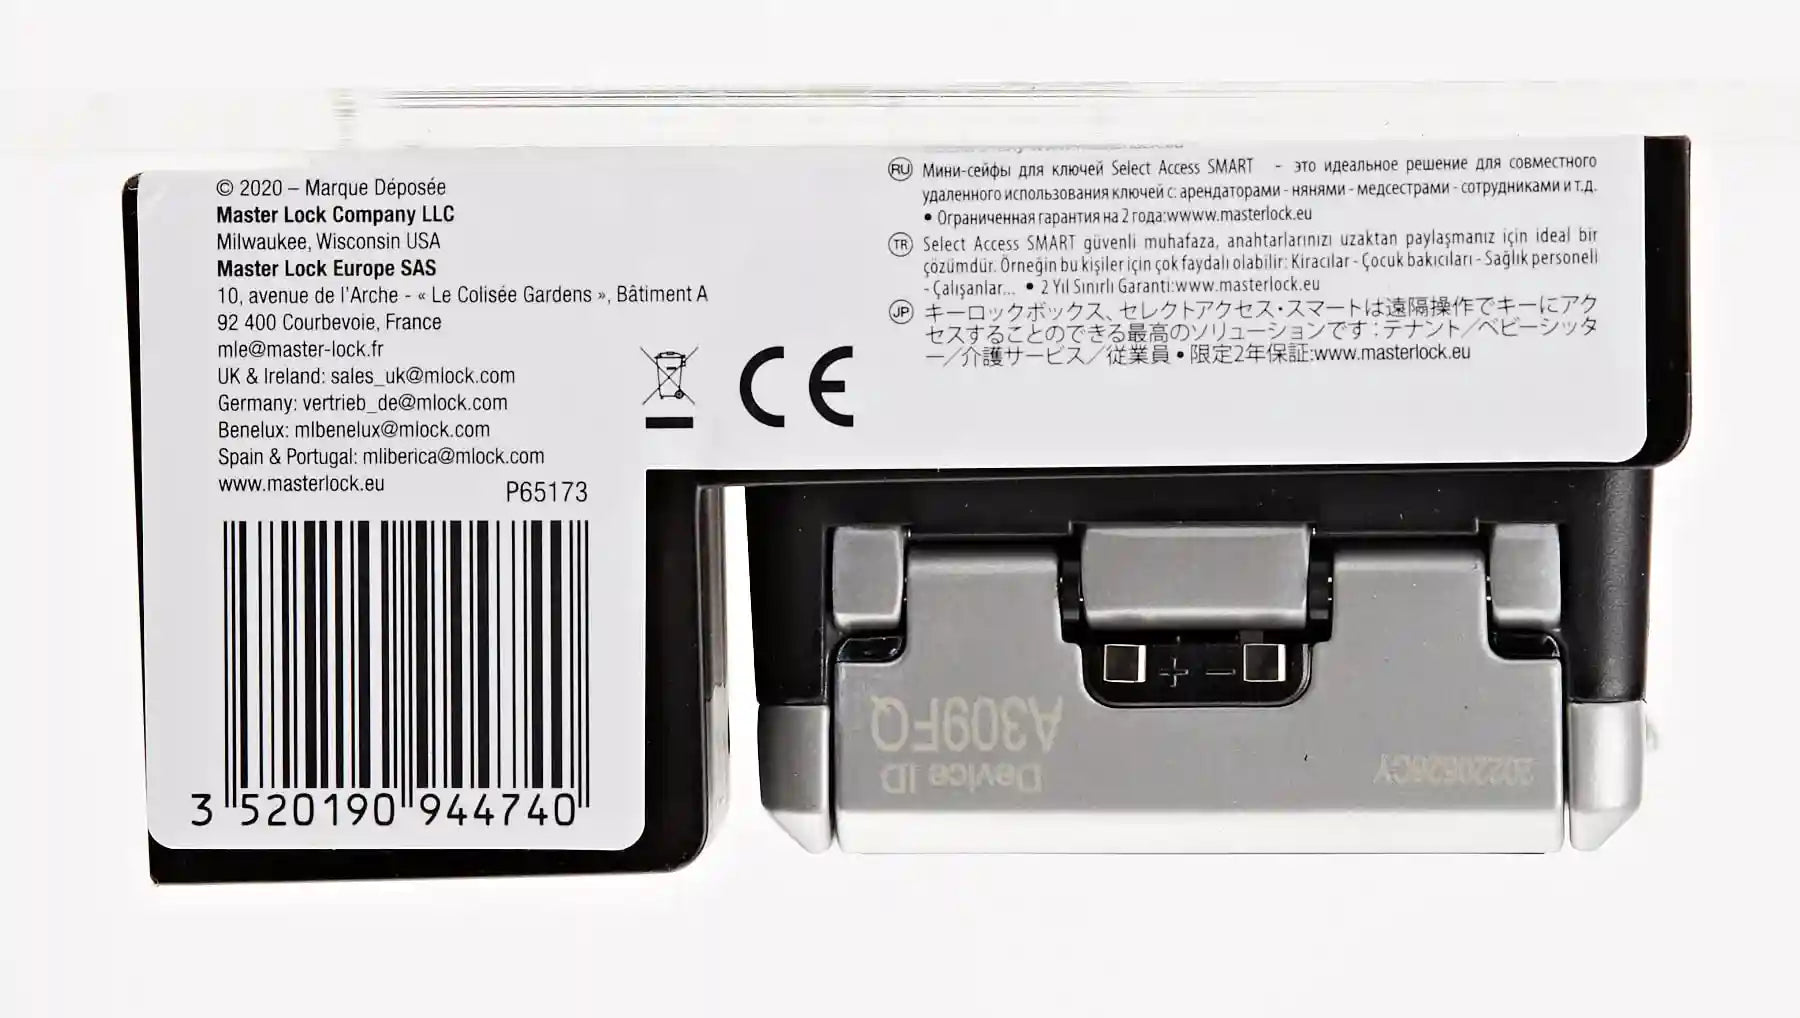 © 2020 – Marque Déposée
Master Lock Company LLC
Milwaukee, Wisconsin USA
Master Lock Europe SAS
10, avenue de l'Arche - « Le Colisée Gardens », Bâtiment A
92 400 Courbevoie, France
mle@master-lock.fr
UK & Ireland: sales_uk@mlock.com
Germany: vertrieb_de@mlock.com
Benelux: mlbenelux@mlock.com
Spain & Portugal: mliberica@mlock.com
www.masterlock.eu
P65173
3 520190 944740
CE
RU Мини-сейфы для ключей Select Access SMART - это идеальное решение для совместного
удаленного использования ключей с: арендаторами - нянями - медсестрами - сотрудниками и т.д.
• Ограниченная гарантия на 2 года:wwww.masterlock.eu
TR Select Access SMART güvenli muhafaza, anahtarlarınızı uzaktan paylaşmanız için ideal bir
çözümdür. Örneğin bu kişiler için çok faydalı olabilir: Kiracılar - Çocuk bakıcıları - Sağlık personeli
- Çalışanlar... • 2 Yıl Sınırlı Garanti:www.masterlock.eu
JP キーロックボックス、セレクトアクセス・スマートは遠隔操作でキーにアク
セスすることのできる最高のソリューションです：テナント／ベビーシッタ
ー／介護サービス／従業員 • 限定2年保証:www.masterlock.eu
+ −
Device ID
A309FQ
20220526CY